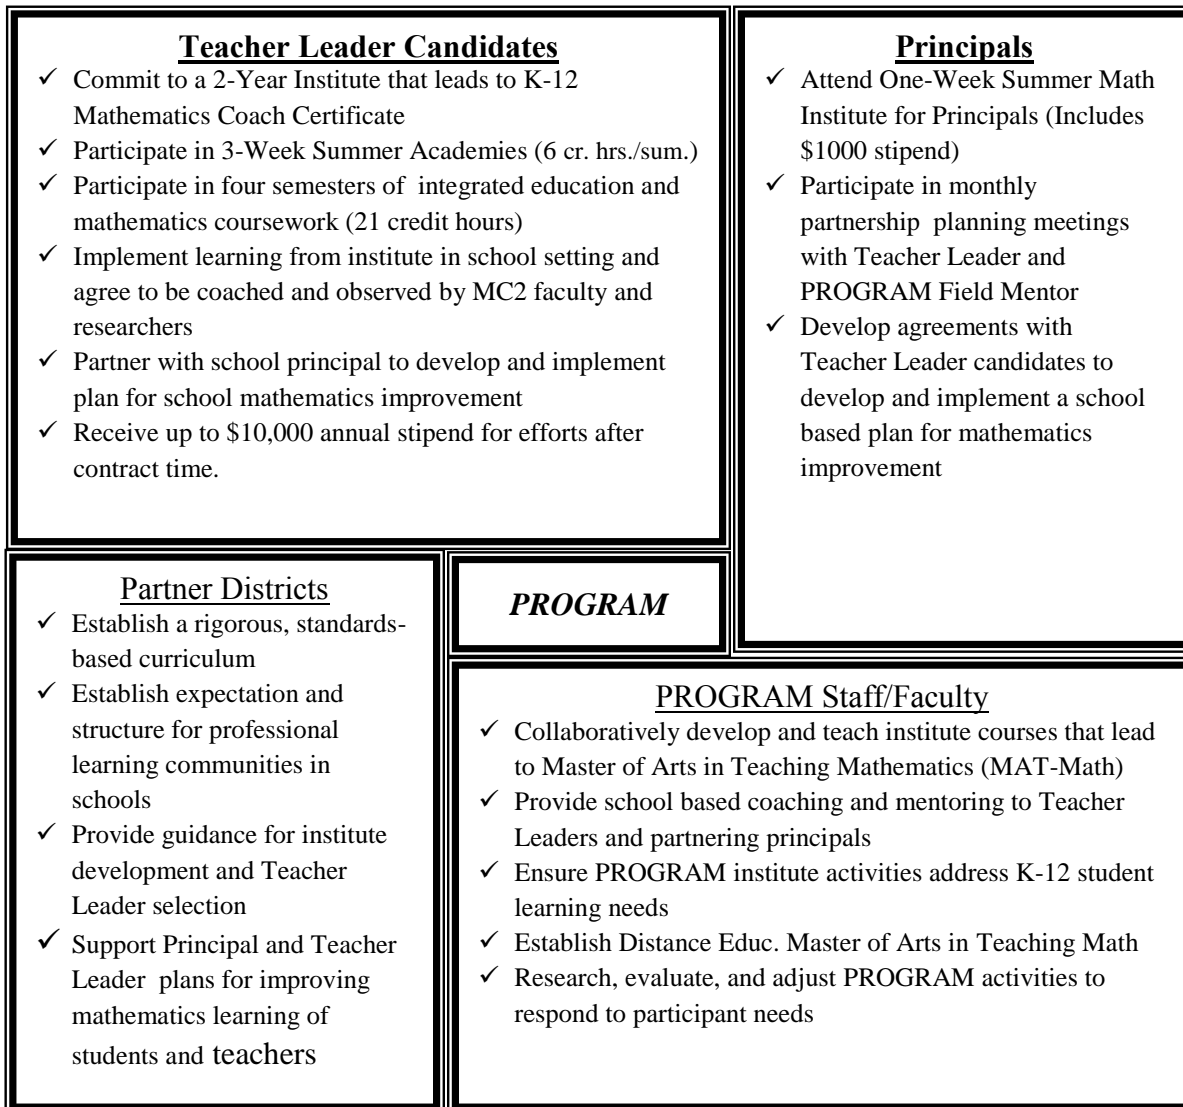 Teacher Leader Candidates
✓ Commit to a 2-Year Institute that leads to K-12
Mathematics Coach Certificate
✓ Participate in 3-Week Summer Academies (6 cr. hrs./sum.)
✓ Participate in four semesters of integrated education and
mathematics coursework (21 credit hours)
✓ Implement learning from institute in school setting and
agree to be coached and observed by MC2 faculty and
researchers
✓ Partner with school principal to develop and implement
plan for school mathematics improvement
✓ Receive up to $10,000 annual stipend for efforts after
contract time.
Principals
✓ Attend One-Week Summer Math
Institute for Principals (Includes
$1000 stipend)
✓ Participate in monthly
partnership planning meetings
with Teacher Leader and
PROGRAM Field Mentor
✓ Develop agreements with
Teacher Leader candidates to
develop and implement a school
based plan for mathematics
improvement
Partner Districts
✓ Establish a rigorous, standards-
based curriculum
✓ Establish expectation and
structure for professional
learning communities in
schools
✓ Provide guidance for institute
development and Teacher
Leader selection
✓ Support Principal and Teacher
Leader plans for improving
mathematics learning of
students and teachers
PROGRAM
PROGRAM Staff/Faculty
✓ Collaboratively develop and teach institute courses that lead
to Master of Arts in Teaching Mathematics (MAT-Math)
✓ Provide school based coaching and mentoring to Teacher
Leaders and partnering principals
✓ Ensure PROGRAM institute activities address K-12 student
learning needs
✓ Establish Distance Educ. Master of Arts in Teaching Math
✓ Research, evaluate, and adjust PROGRAM activities to
respond to participant needs